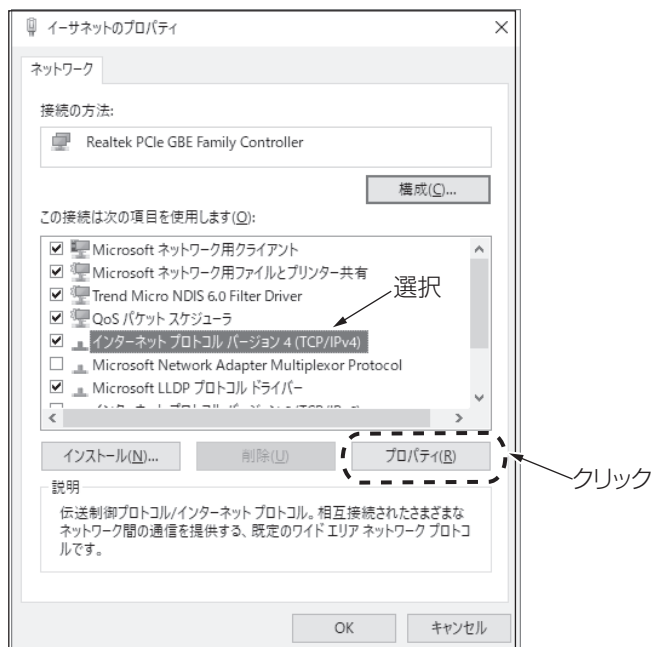 イーサネットのプロパティ
ネットワーク
接続の方法:
Realtek PCIe GBE Family Controller
構成(C)...
この接続は次の項目を使用します(O):
Microsoft ネットワーク用クライアント
Microsoft ネットワーク用ファイルとプリンター共有
Trend Micro NDIS 6.0 Filter Driver
QoS パケット スケジューラ
インターネット プロトコル バージョン 4 (TCP/IPv4)
Microsoft Network Adapter Multiplexor Protocol
Microsoft LLDP プロトコル ドライバー
選択
インストール(N)...
削除(U)
プロパティ(R)
クリック
説明
伝送制御プロトコル/インターネット プロトコル。相互接続されたさまざまな
ネットワーク間の通信を提供する、既定のワイド エリア ネットワーク プロトコ
ルです。
OK
キャンセル